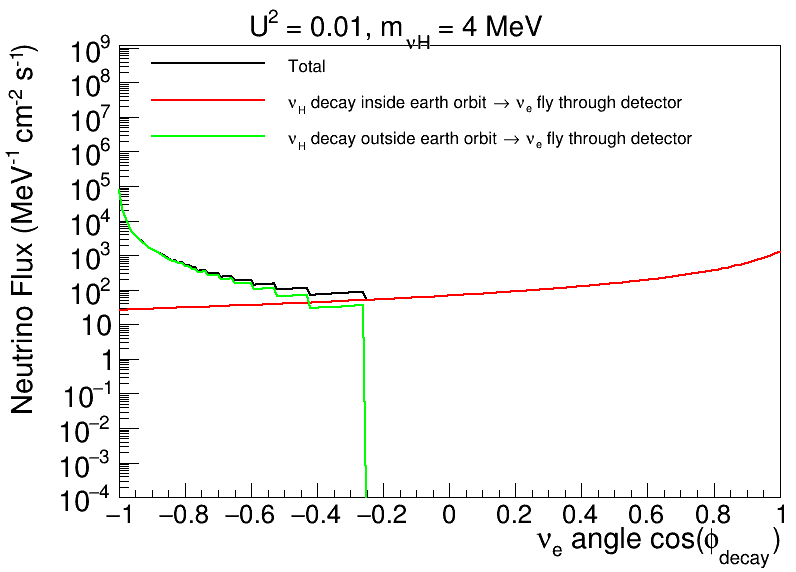 U² = 0.01, m_νH = 4 MeV
Total
ν_H decay inside earth orbit → ν_e fly through detector
ν_H decay outside earth orbit → ν_e fly through detector
Neutrino Flux (MeV⁻¹ cm⁻² s⁻¹)
10⁹
10⁸
10⁷
10⁶
10⁵
10⁴
10³
10²
10
1
10⁻¹
10⁻²
10⁻³
10⁻⁴
−1 −0.8 −0.6 −0.4 −0.2 0 0.2 0.4 0.6 0.8 1
ν_e angle cos(ϕ_decay)